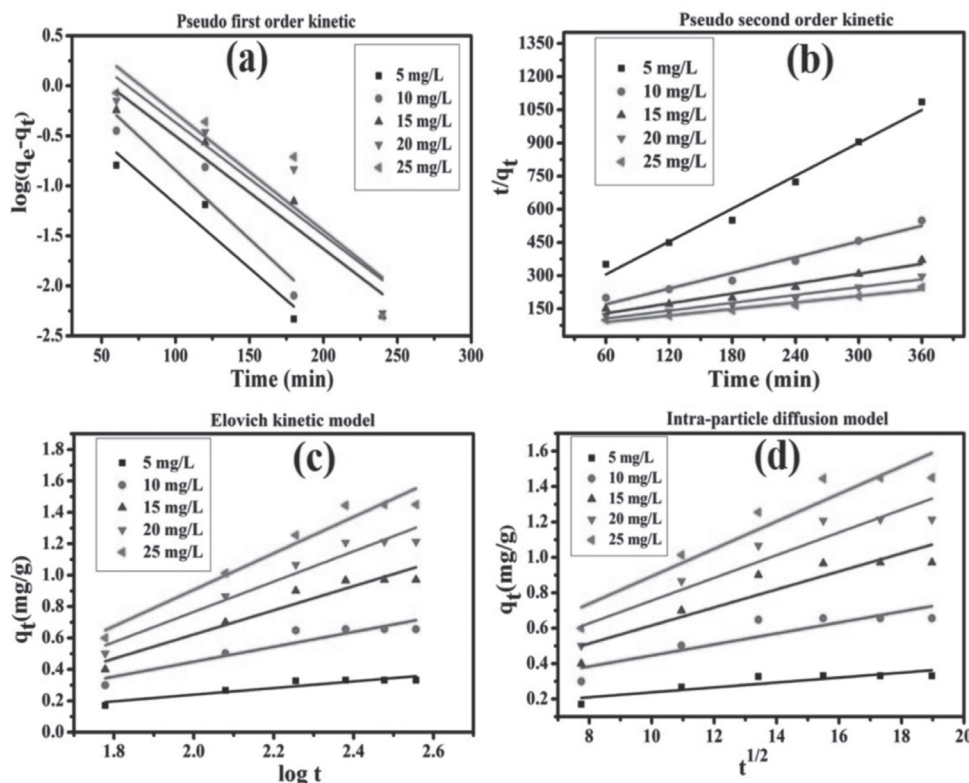 Pseudo first order kinetic
(a)
5 mg/L
10 mg/L
15 mg/L
20 mg/L
25 mg/L
0.5
0.0
-0.5
-1.0
-1.5
-2.0
-2.5
log(qe-qt)
50 100 150 200 250 300
Time (min)
Pseudo second order kinetic
(b)
5 mg/L
10 mg/L
15 mg/L
20 mg/L
25 mg/L
1350
1200
1050
900
750
600
450
300
150
t/qt
60 120 180 240 300 360
Time (min)
Elovich kinetic model
(c)
5 mg/L
10 mg/L
15 mg/L
20 mg/L
25 mg/L
1.8
1.6
1.4
1.2
1.0
0.8
0.6
0.4
0.2
0.0
qt(mg/g)
1.8 2.0 2.2 2.4 2.6
log t
Intra-particle diffusion model
(d)
5 mg/L
10 mg/L
15 mg/L
20 mg/L
25 mg/L
1.6
1.4
1.2
1.0
0.8
0.6
0.4
0.2
qt(mg/g)
8 10 12 14 16 18 20
t1/2